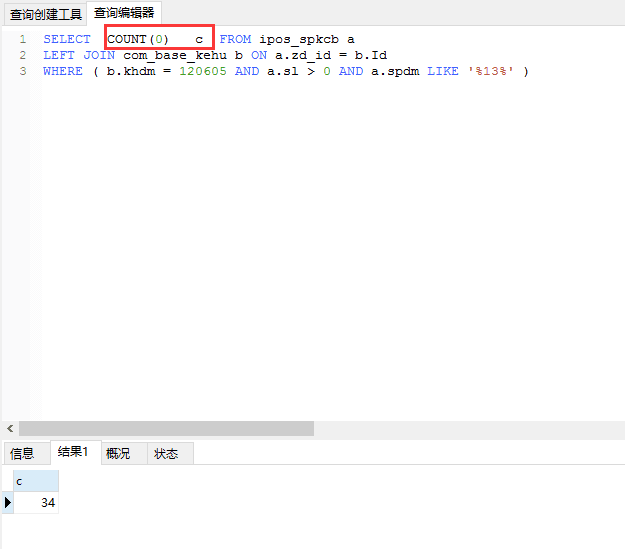 查询创建工具 查询编辑器
1 SELECT COUNT(0) c FROM ipos_spkcb a
2 LEFT JOIN com_base_kehu b ON a.zd_id = b.Id
3 WHERE ( b.khdm = 120605 AND a.sl > 0 AND a.spdm LIKE '%13%' )
信息 结果1 概况 状态
c
34